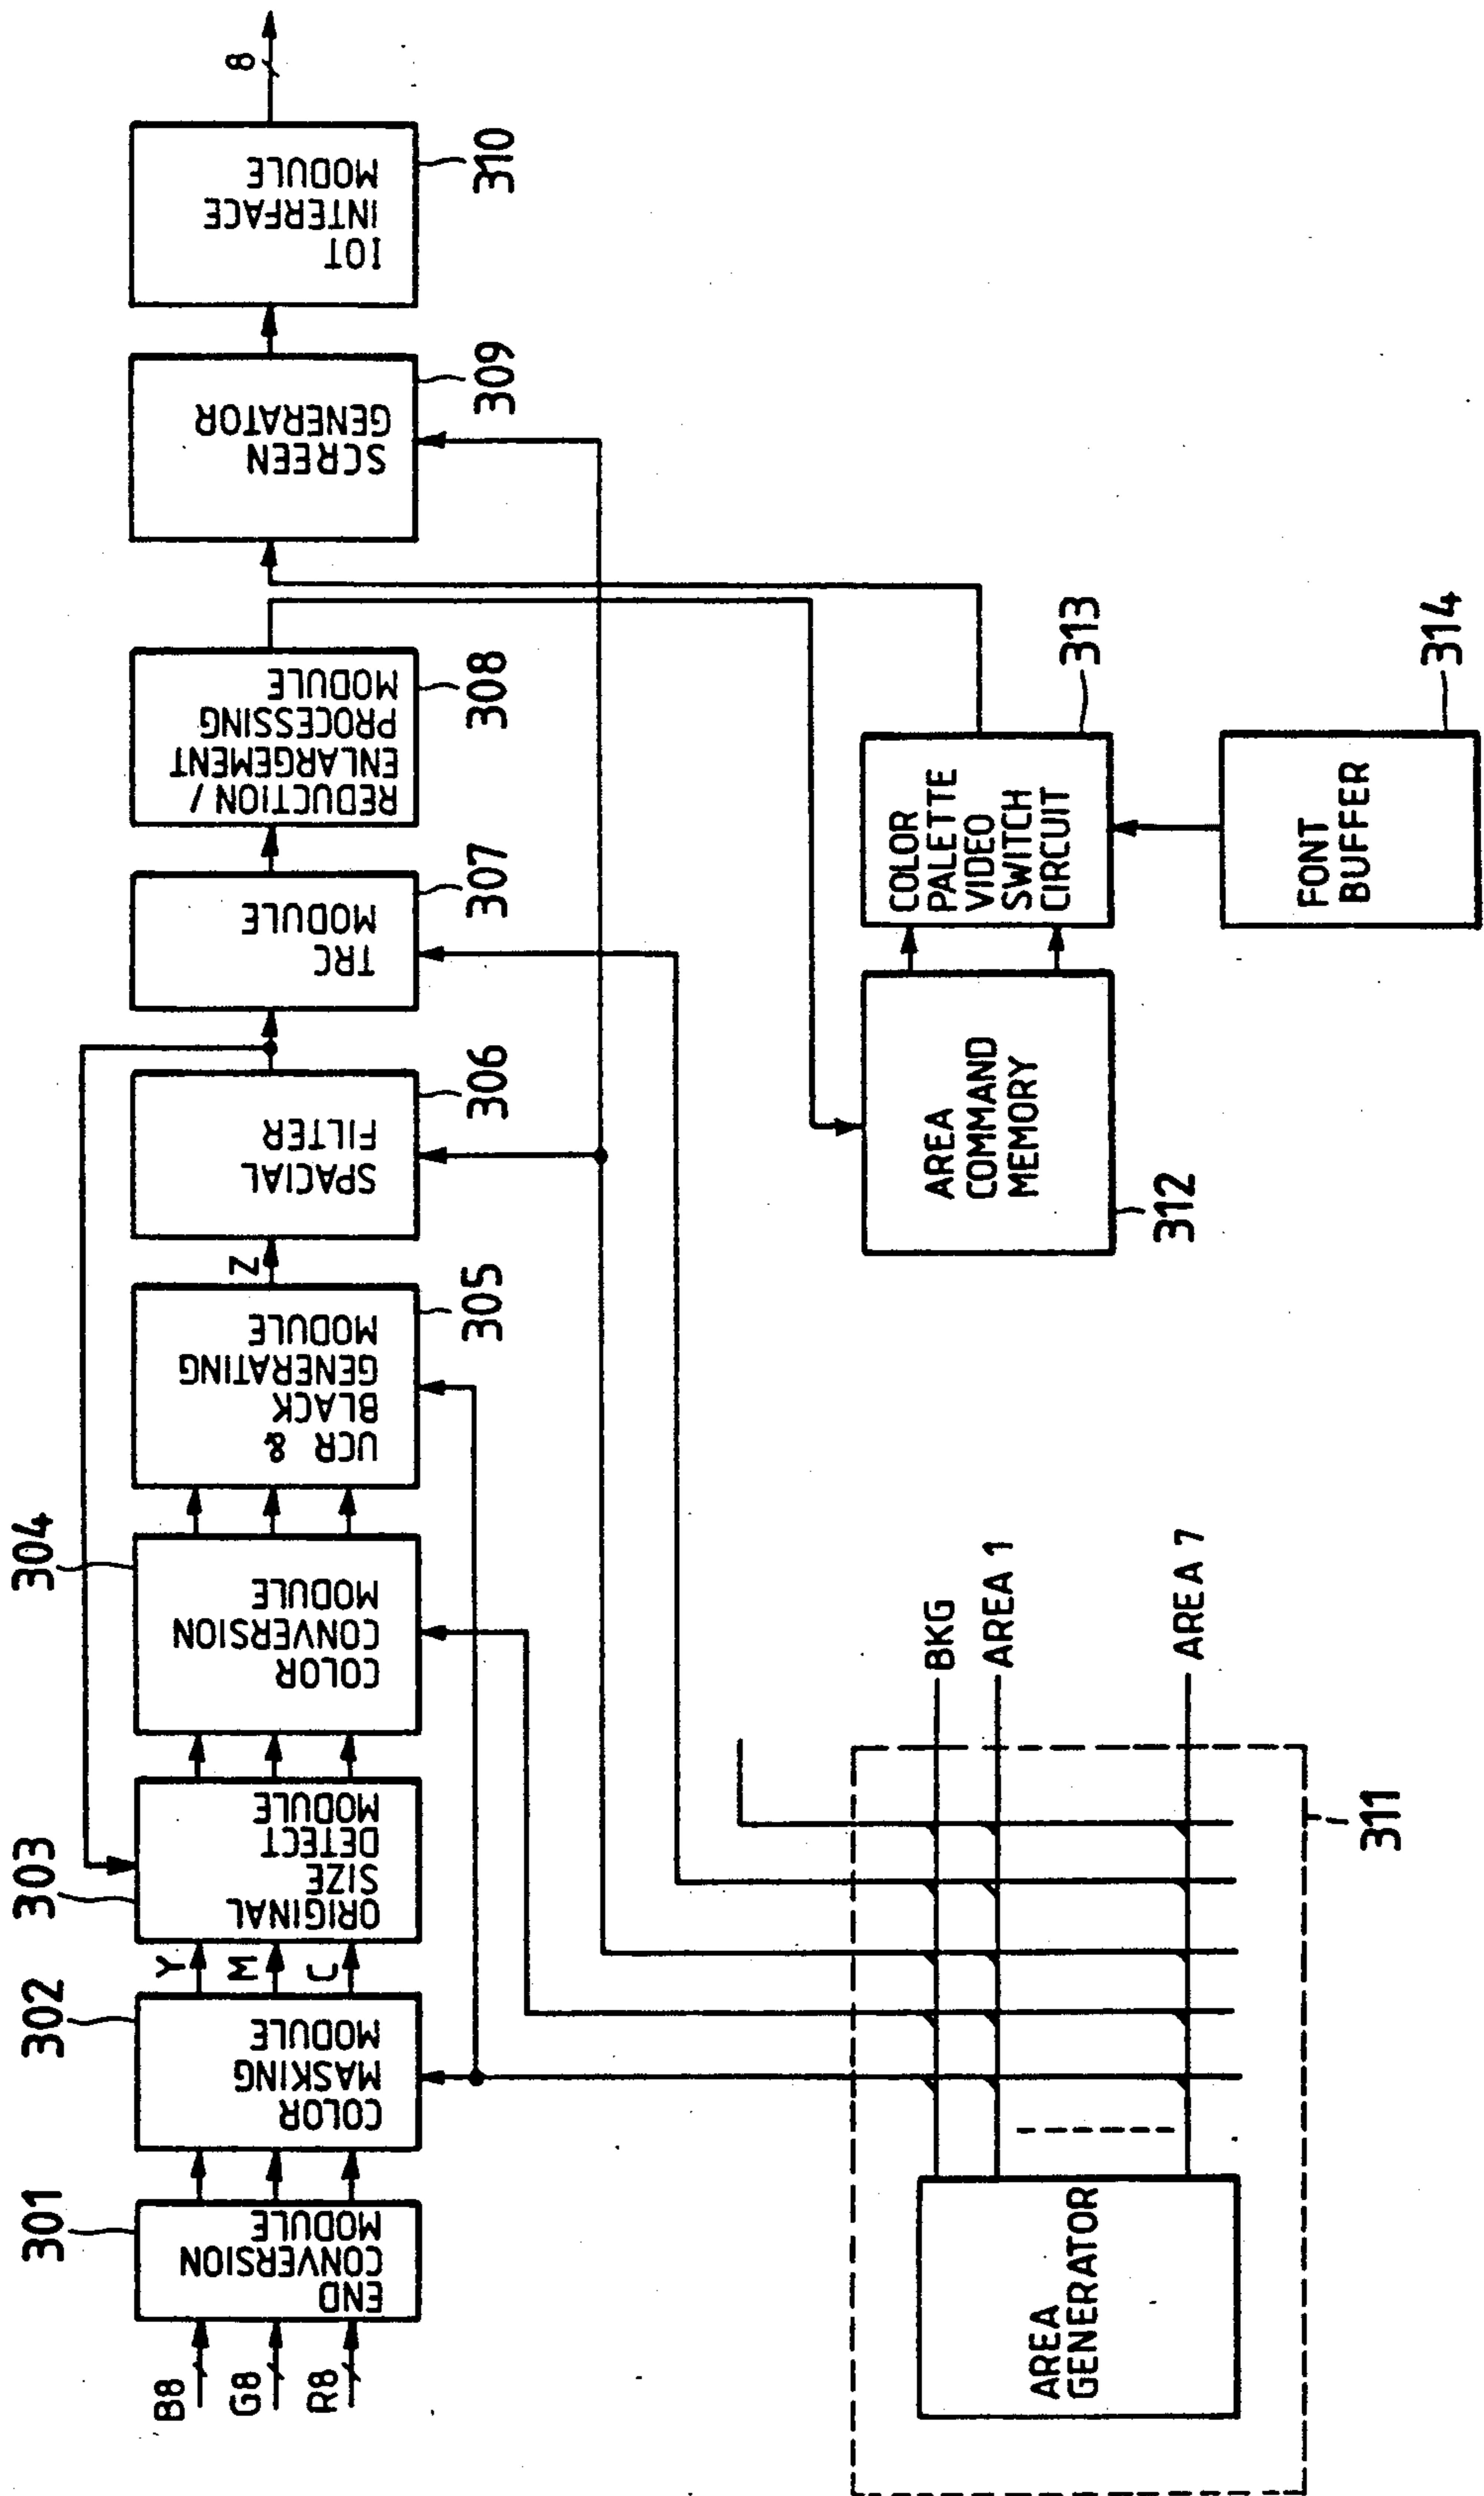 B8
G8
R8
301
END
CONVERSION
MODULE
302
COLOR
MASKING
MODULE
Y
M
C
303
ORIGINAL
SIZE
DETECT
MODULE
304
COLOR
CONVERSION
MODULE
305
UCR &
BLACK
GENERATING
MODULE
Z
306
SPACIAL
FILTER
307
TRC
MODULE
308
REDUCTION /
ENLARGEMENT
PROCESSING
MODULE
309
SCREEN
GENERATOR
310
IOT
INTERFACE
MODULE
8
AREA
GENERATOR
BKG
AREA 1
AREA 7
311
AREA
COMMAND
MEMORY
312
COLOR
PALETTE
VIDEO
SWITCH
CIRCUIT
313
FONT
BUFFER
314